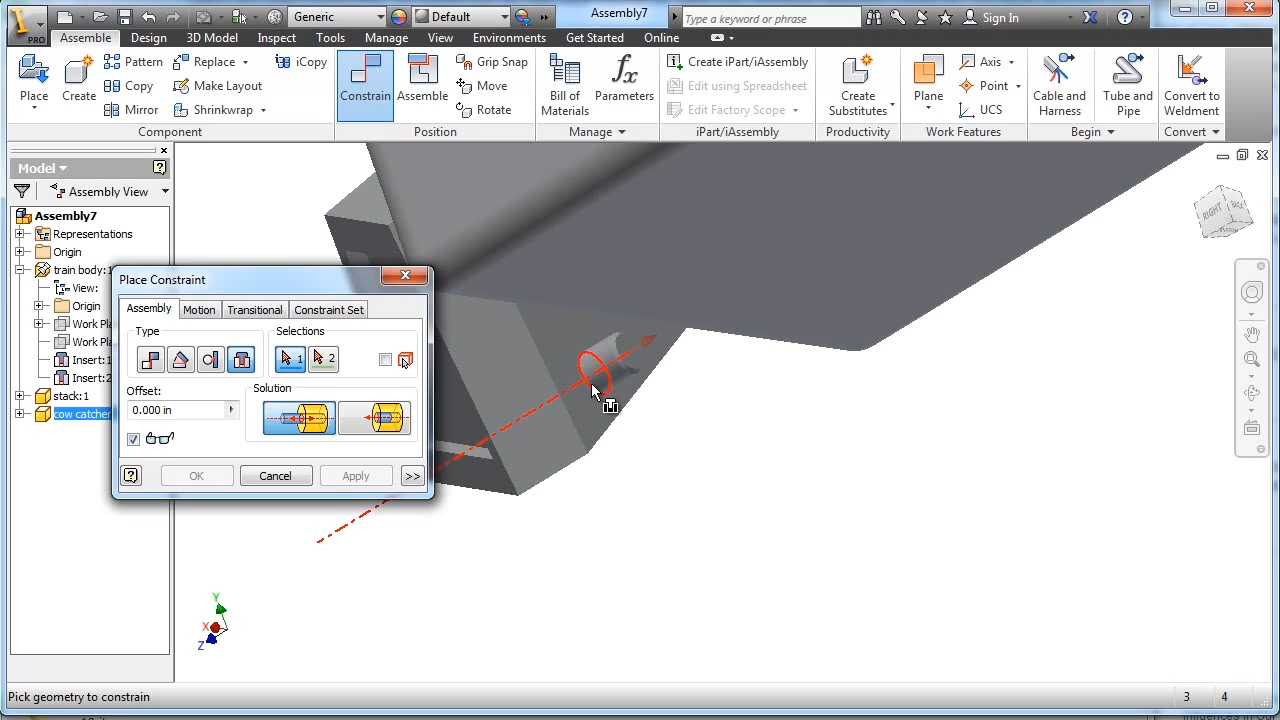 PRO
Generic
Default
Assembly7
Type a keyword or phrase
Sign In
Assemble Design 3D Model Inspect Tools Manage View Environments Get Started Online
Place
Create
Pattern
Copy
Mirror
Replace
Make Layout
Shrinkwrap
iCopy
Constrain
Assemble
Grip Snap
Move
Rotate
Bill of
Materials
Parameters
Create iPart/iAssembly
Edit using Spreadsheet
Edit Factory Scope
Create
Substitutes
Plane
Axis
Point
UCS
Cable and
Harness
Tube and
Pipe
Convert to
Weldment
Component Position Manage iPart/iAssembly Productivity Work Features Begin Convert
Model
Assembly View
Assembly7
Representations
Origin
train body:1
View:
Origin
Work Pla
Work Pla
Insert:1
Insert:2
stack:1
cow catcher
Place Constraint
Assembly Motion Transitional Constraint Set
Type
Selections
1
2
Offset:
Solution
0.000 in
OK
Cancel
Apply
>>
RIGHT
BACK
Y
X
Z
Pick geometry to constrain
3
4